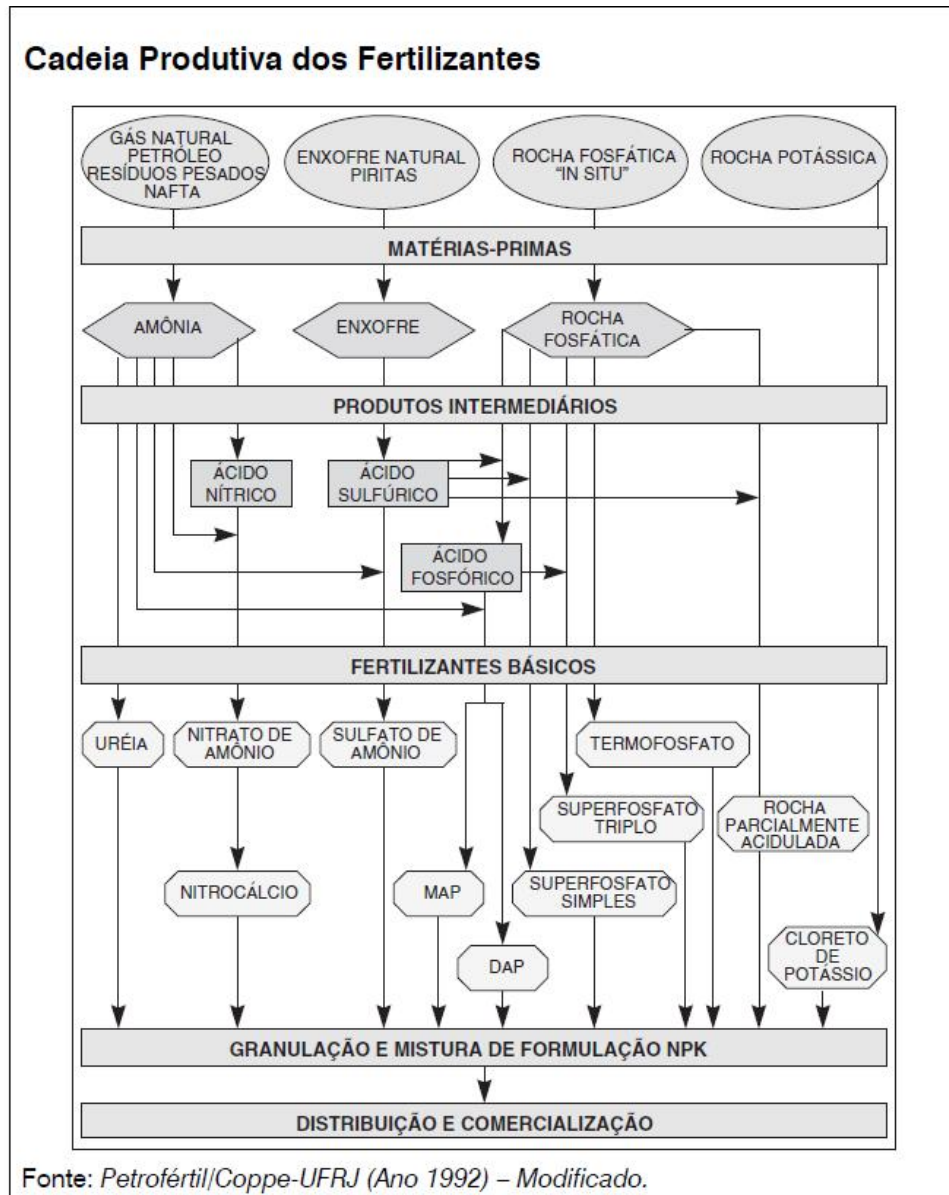 Cadeia Produtiva dos Fertilizantes
GÁS NATURAL
PETRÓLEO
RESÍDUOS PESADOS
NAFTA
ENXOFRE NATURAL
PIRITAS
ROCHA FOSFÁTICA
“IN SITU”
ROCHA POTÁSSICA
MATÉRIAS-PRIMAS
AMÔNIA
ENXOFRE
ROCHA
FOSFÁTICA
PRODUTOS INTERMEDIÁRIOS
ÁCIDO
NÍTRICO
ÁCIDO
SULFÚRICO
ÁCIDO
FOSFÓRICO
FERTILIZANTES BÁSICOS
URÉIA
NITRATO DE
AMÔNIO
SULFATO DE
AMÔNIO
TERMOFOSFATO
SUPERFOSFATO
TRIPLO
ROCHA
PARCIALMENTE
ACIDULADA
NITROCÁLCIO
MAP
SUPERFOSFATO
SIMPLES
DAP
CLORETO
DE
POTÁSSIO
GRANULAÇÃO E MISTURA DE FORMULAÇÃO NPK
DISTRIBUIÇÃO E COMERCIALIZAÇÃO
Fonte: Petrofértil/Coppe-UFRJ (Ano 1992) – Modificado.